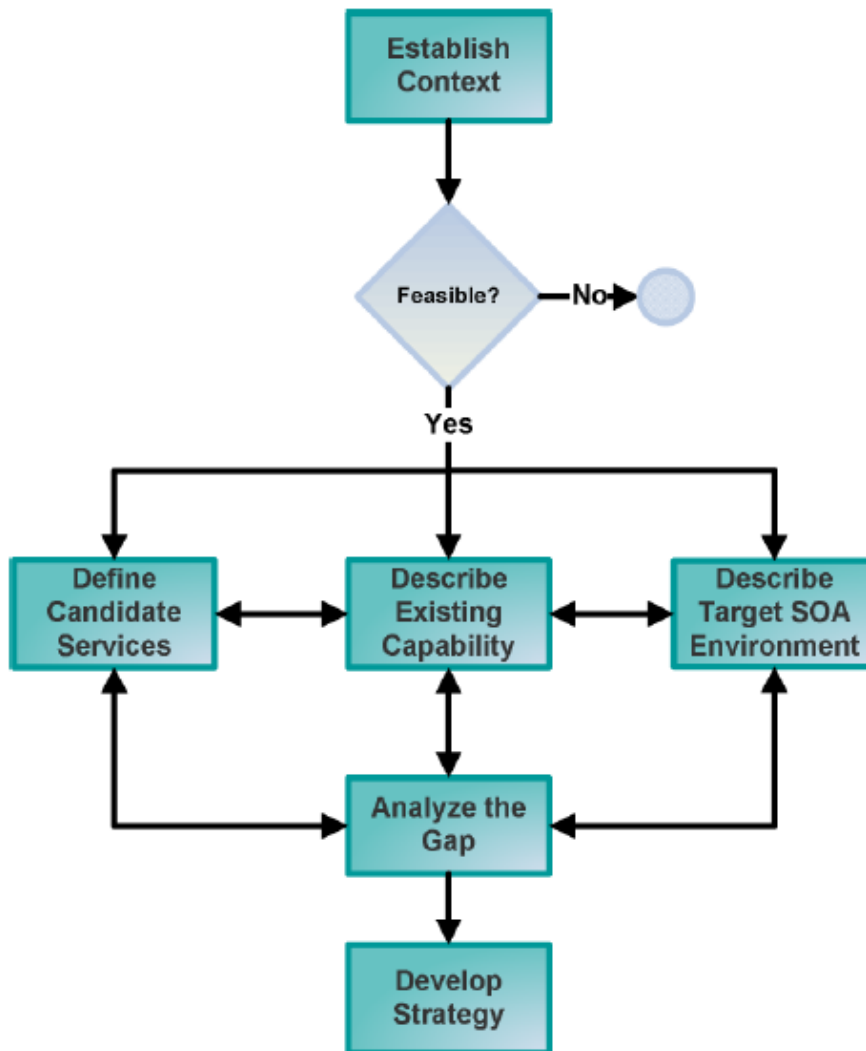 Establish
Context
Feasible?
No
Yes
Define
Candidate
Services
Describe
Existing
Capability
Describe
Target SOA
Environment
Analyze the
Gap
Develop
Strategy